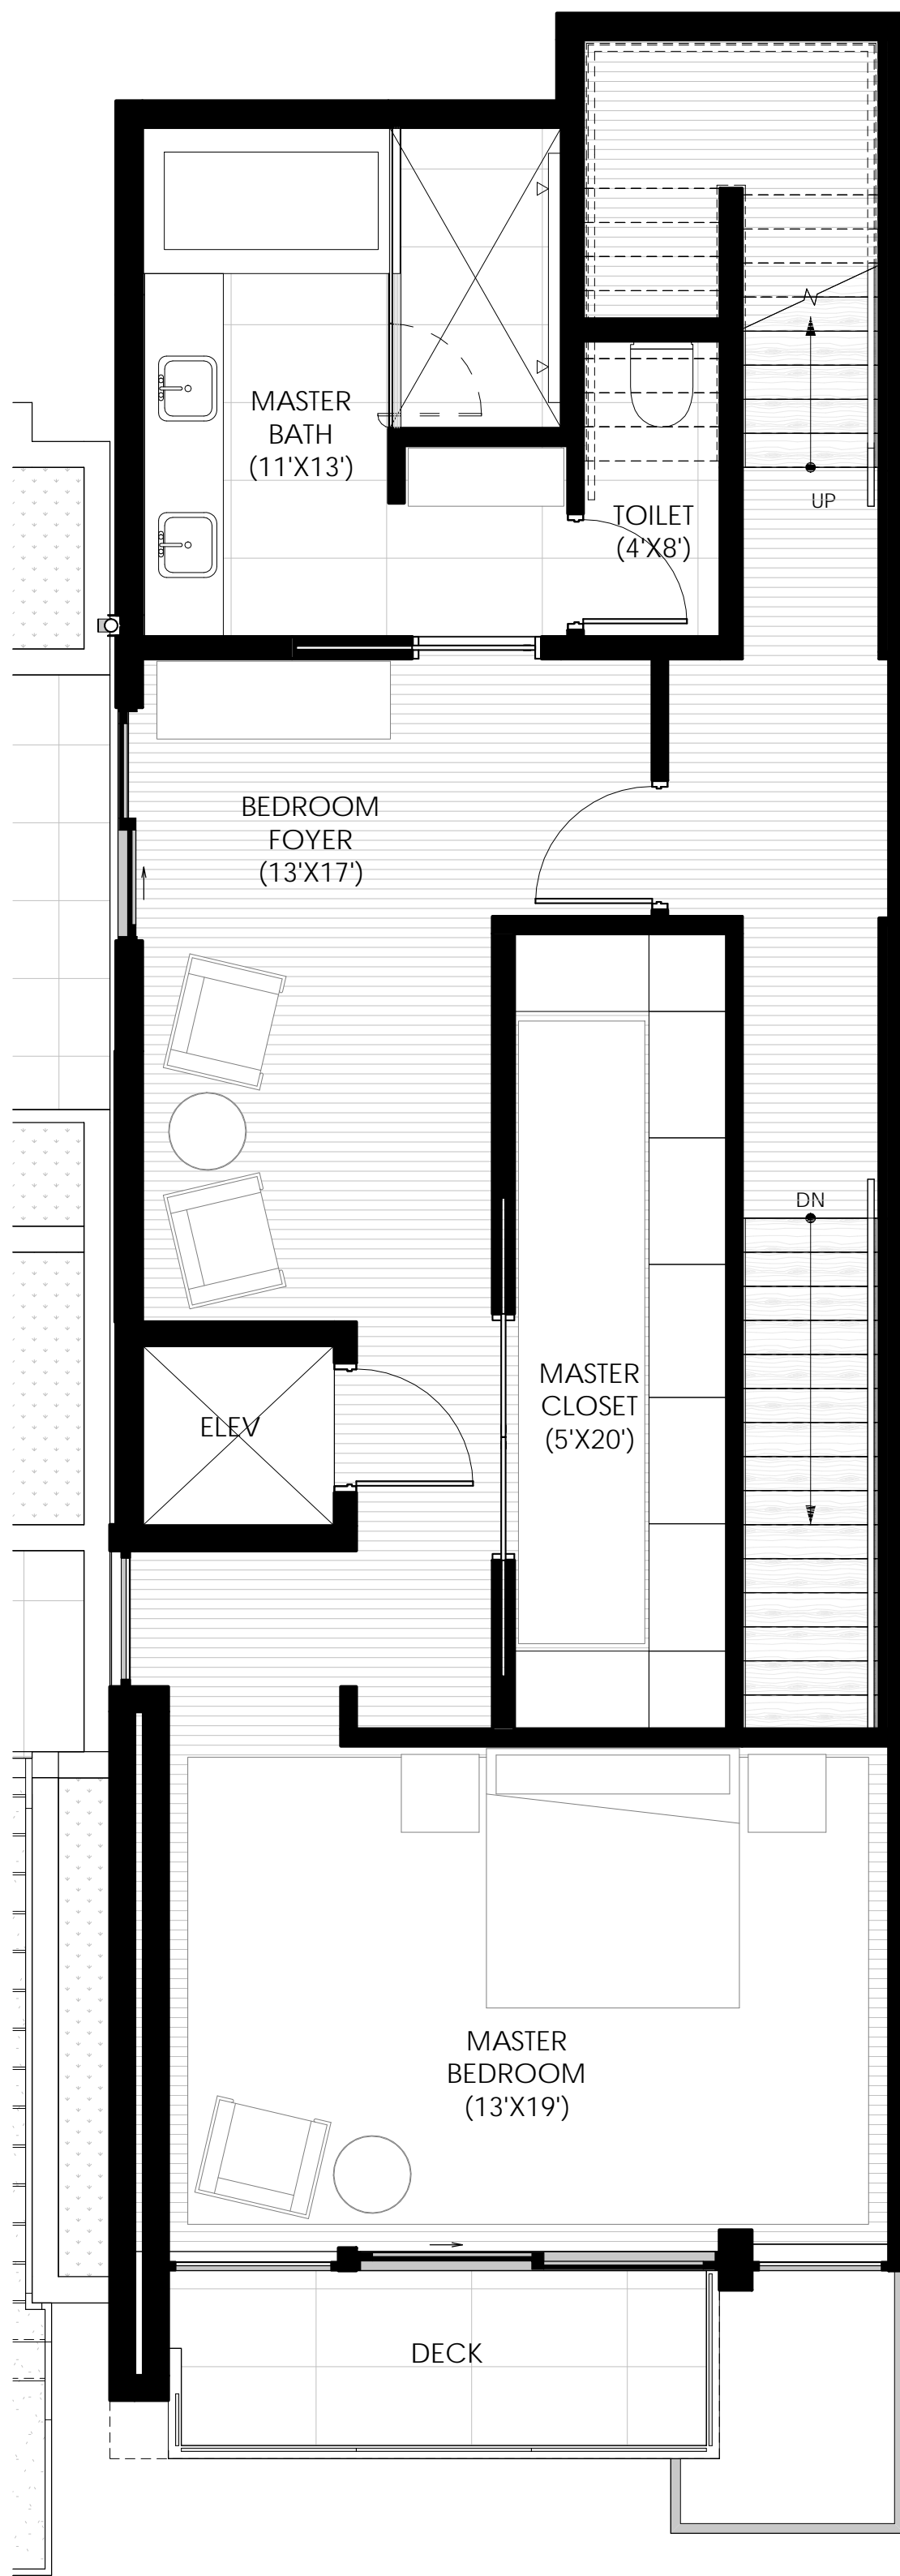 MASTER
BATH
(11'X13')
UP
TOILET
(4'X8')
BEDROOM
FOYER
(13'X17')
DN
MASTER
CLOSET
(5'X20')
ELEV
MASTER
BEDROOM
(13'X19')
DECK